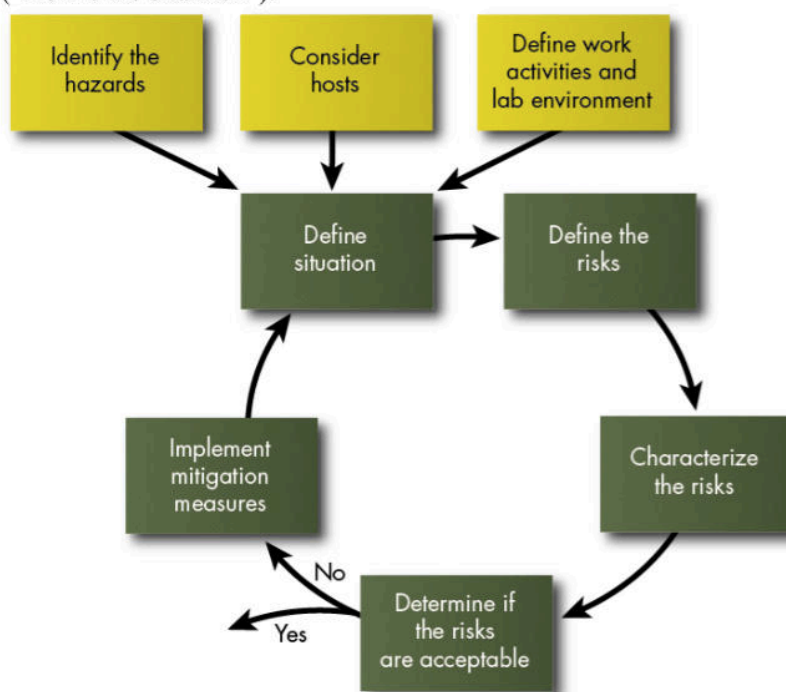 Identify the
hazards
Consider
hosts
Define work
activities and
lab environment
Define
situation
Define the
risks
Implement
mitigation
measures
Characterize
the risks
No
Yes
Determine if
the risks
are acceptable